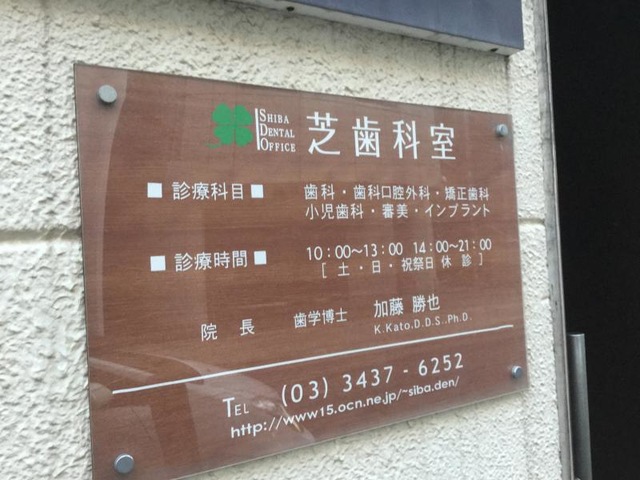 SHIBA
DENTAL
OFFICE
芝歯科室
■ 診療科目 ■
歯科・歯科口腔外科・矯正歯科
小児歯科・審美・インプラント
■ 診療時間 ■
10:00~13:00 14:00~21:00
[ 土・日・祝祭日 休 診 ]
院 長 歯学博士 加藤 勝也
K.Kato.D.D.S.,Ph.D.
TEL (03) 3437 - 6252
http://www15.ocn.ne.jp/~siba.den/